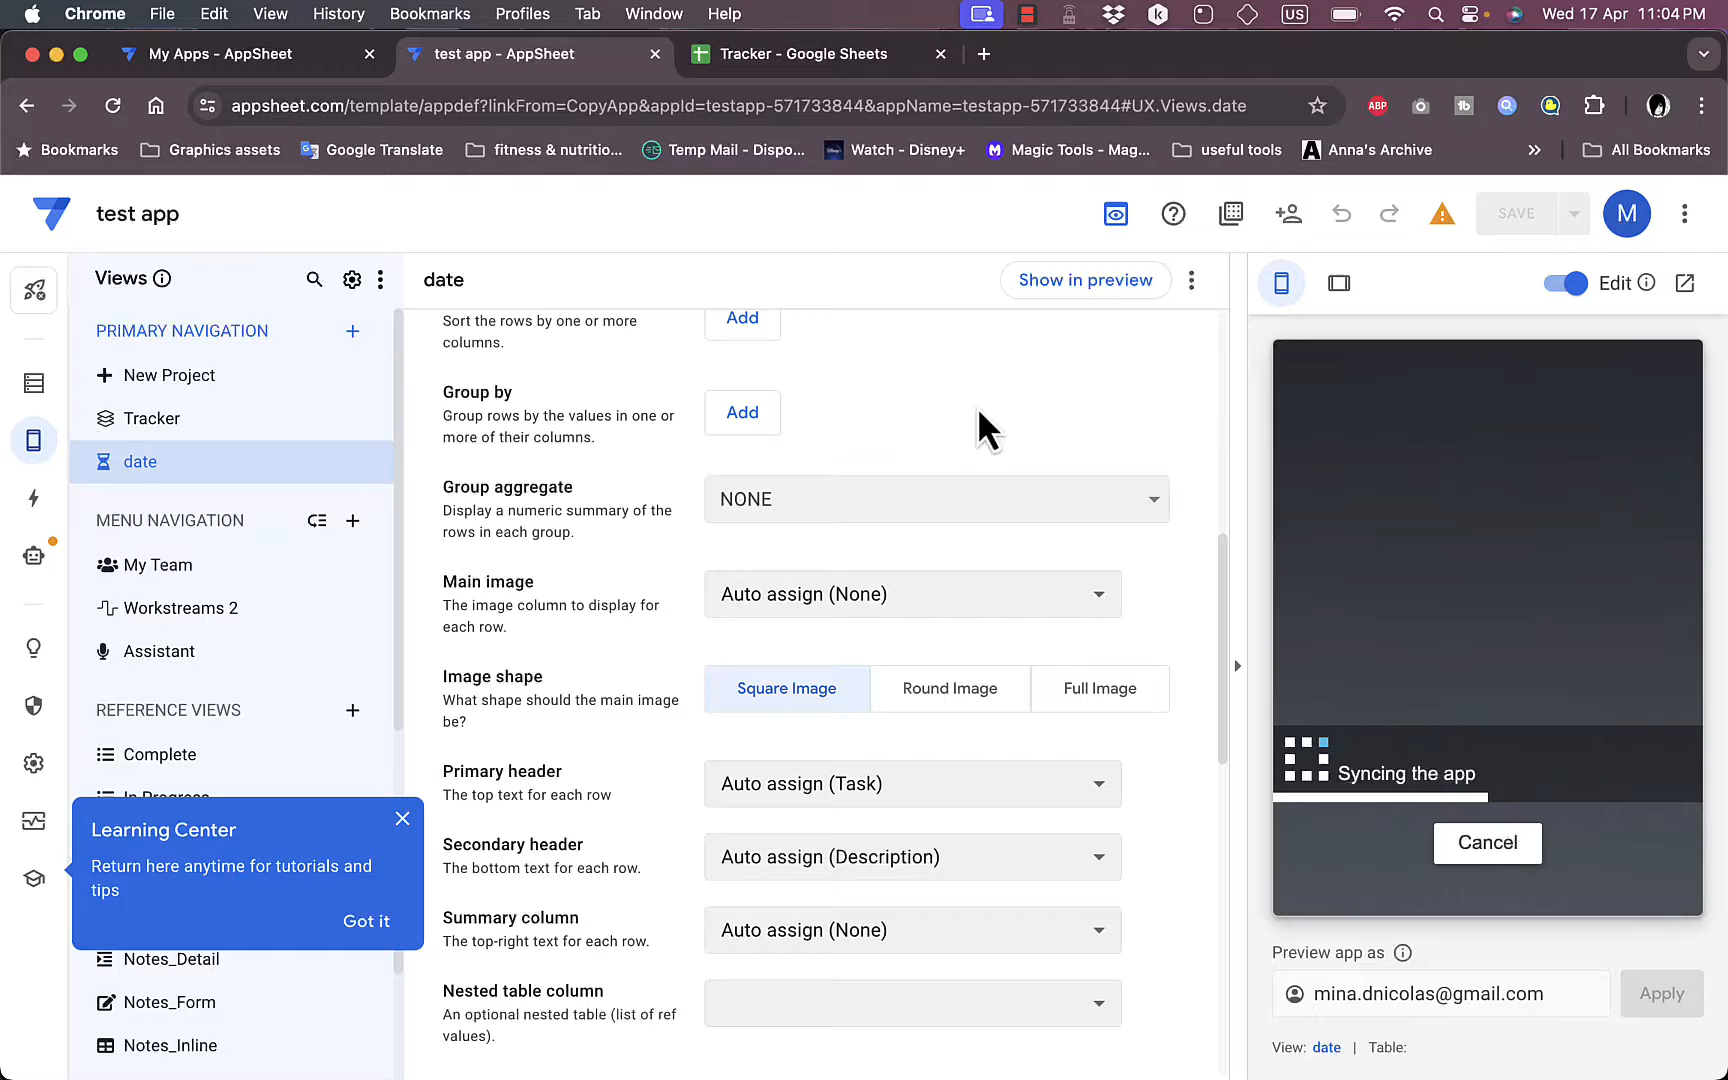 Chrome File Edit View History Bookmarks Profiles Tab Window Help US Wed 17 Apr 11:04 PM
My Apps - AppSheet
test app - AppSheet
Tracker - Google Sheets
appsheet.com/template/appdef?linkFrom=CopyApp&appId=testapp-571733844&appName=testapp-571733844#UX.Views.date
ABP
tb
Bookmarks Graphics assets Google Translate fitness & nutritio... Temp Mail - Dispo... Watch - Disney+ Magic Tools - Mag... useful tools Anna's Archive All Bookmarks
test app
SAVE
M
Views
PRIMARY NAVIGATION
New Project
Tracker
date
MENU NAVIGATION
My Team
Workstreams 2
Assistant
REFERENCE VIEWS
Complete
In Progress
Learning Center
Return here anytime for tutorials and
tips
Got it
Notes_Detail
Notes_Form
Notes_Inline
date
Show in preview
Sort the rows by one or more
columns.
Add
Group by
Group rows by the values in one or
more of their columns.
Add
Group aggregate
Display a numeric summary of the
rows in each group.
NONE
Main image
The image column to display for
each row.
Auto assign (None)
Image shape
What shape should the main image
be?
Square Image
Round Image
Full Image
Primary header
The top text for each row
Auto assign (Task)
Secondary header
The bottom text for each row.
Auto assign (Description)
Summary column
The top-right text for each row.
Auto assign (None)
Nested table column
An optional nested table (list of ref
values).
Edit
Syncing the app
Cancel
Preview app as
mina.dnicolas@gmail.com
Apply
View: date | Table: